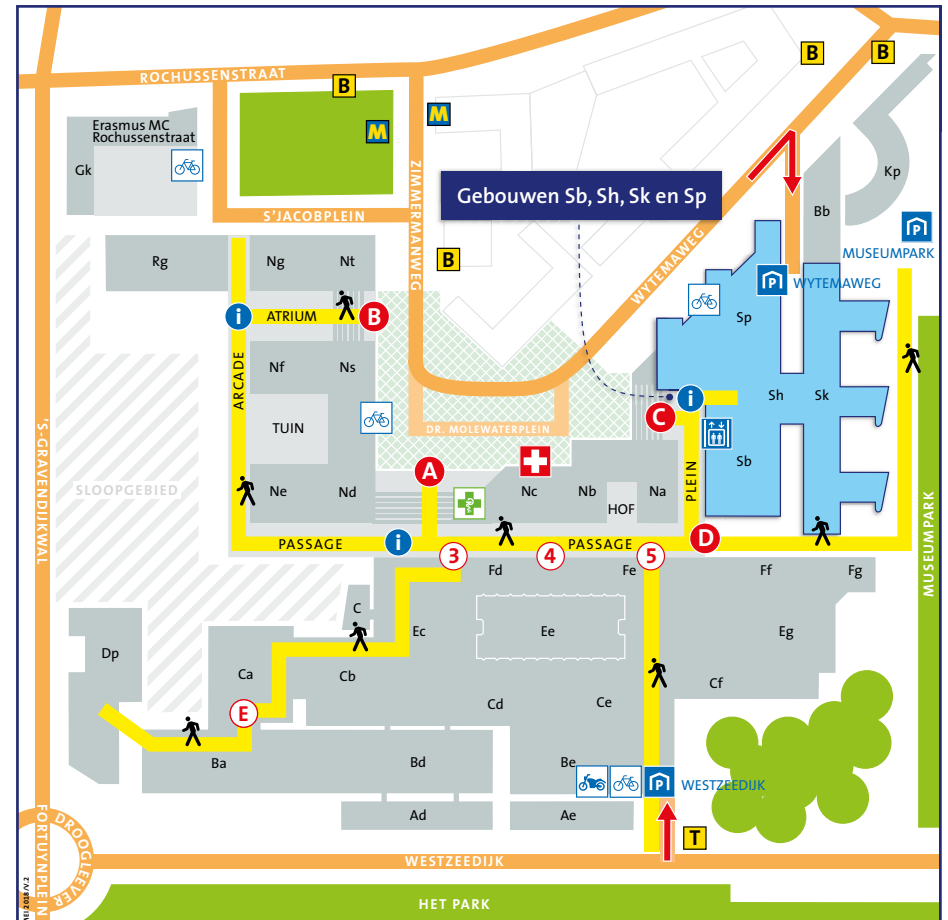 ROCHUSSENSTRAAT
B
B
B
M
M
Erasmus MC
Rochussenstraat
Gk
ZIMMERMANWEG
Kp
Gebouwen Sb, Sh, Sk en Sp
Bb
S'JACOBPLEIN
P
MUSEUMPARK
WYTEMAWEG
B
Rg
Ng
Nt
P
WYTEMAWEG
i
ATRIUM
B
Sp
ARCADE
Nf
Ns
i
Sh
Sk
C
TUIN
DR. MOLEWATERPLEIN
'S-GRAVENDIJKWAL
SLOOPGEBIED
A
Sb
PLEIN
Ne
Nd
Nc
Nb
Na
HOF
MUSEUMPARK
PASSAGE
i
PASSAGE
D
3
4
5
Fd
Fe
Ff
Fg
C
Ec
Ee
Eg
Dp
Ca
Cb
Cd
Ce
Cf
E
Ba
Bd
Be
P
WESTZEEDIJK
Ad
Ae
T
DROOGLEEVER
FORTUYNPLEIN
WESTZEEDIJK
HET PARK